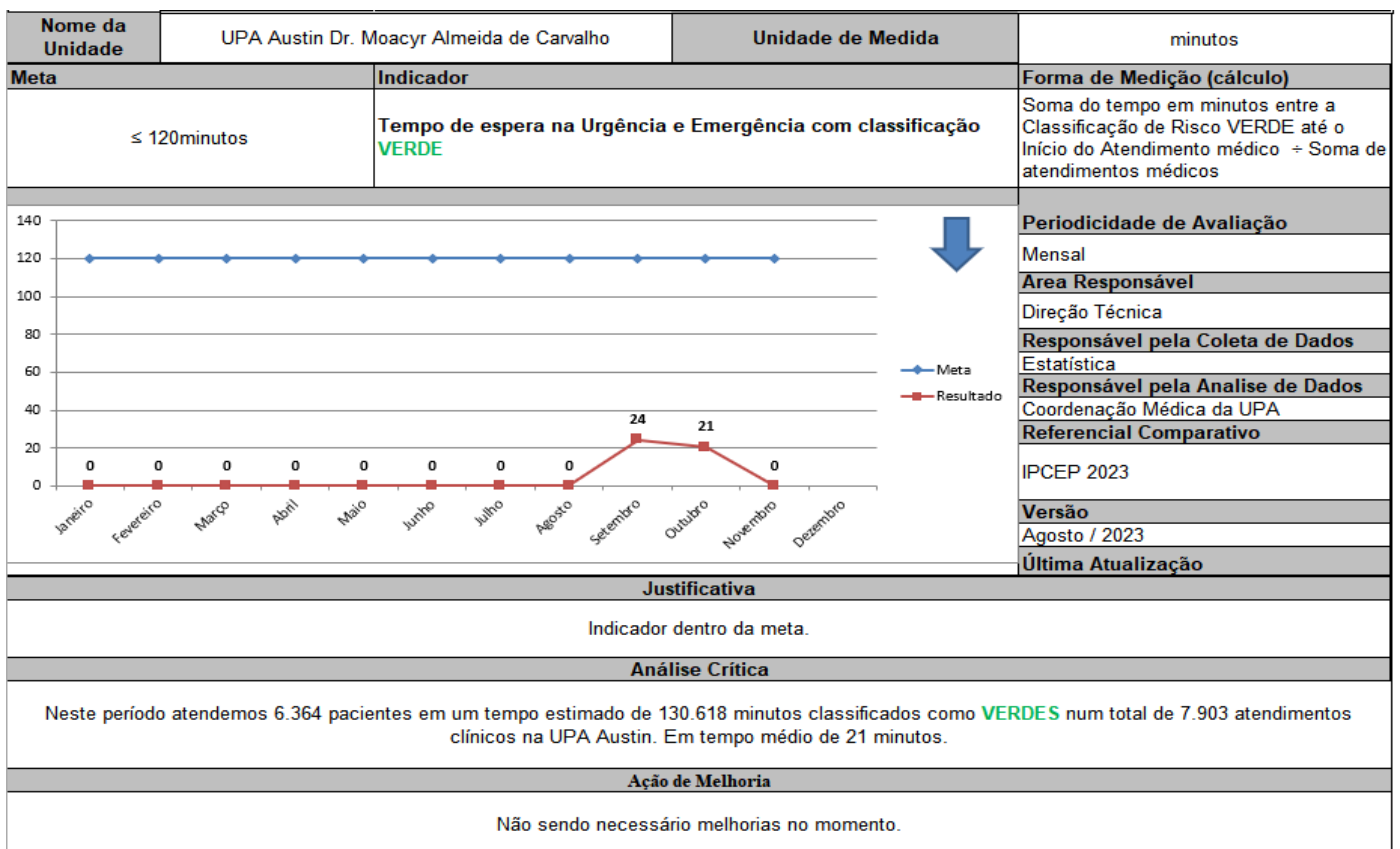 Nome da
Unidade
UPA Austin Dr. Moacyr Almeida de Carvalho
Unidade de Medida
minutos
Meta
Indicador
Forma de Medição (cálculo)
≤ 120minutos
Tempo de espera na Urgência e Emergência com classificação
VERDE
Soma do tempo em minutos entre a
Classificação de Risco VERDE até o
Início do Atendimento médico ÷ Soma de
atendimentos médicos
140
120
100
80
60
40
20
0
0
0
0
0
0
0
0
0
24
21
0
Janeiro
Fevereiro
Março
Abril
Maio
Junho
Julho
Agosto
Setembro
Outubro
Novembro
Dezembro
Meta
Resultado
Periodicidade de Avaliação
Mensal
Area Responsável
Direção Técnica
Responsável pela Coleta de Dados
Estatística
Responsável pela Analise de Dados
Coordenação Médica da UPA
Referencial Comparativo
IPCEP 2023
Versão
Agosto / 2023
Última Atualização
Justificativa
Indicador dentro da meta.
Análise Crítica
Neste período atendemos 6.364 pacientes em um tempo estimado de 130.618 minutos classificados como VERDES num total de 7.903 atendimentos
clínicos na UPA Austin. Em tempo médio de 21 minutos.
Ação de Melhoria
Não sendo necessário melhorias no momento.